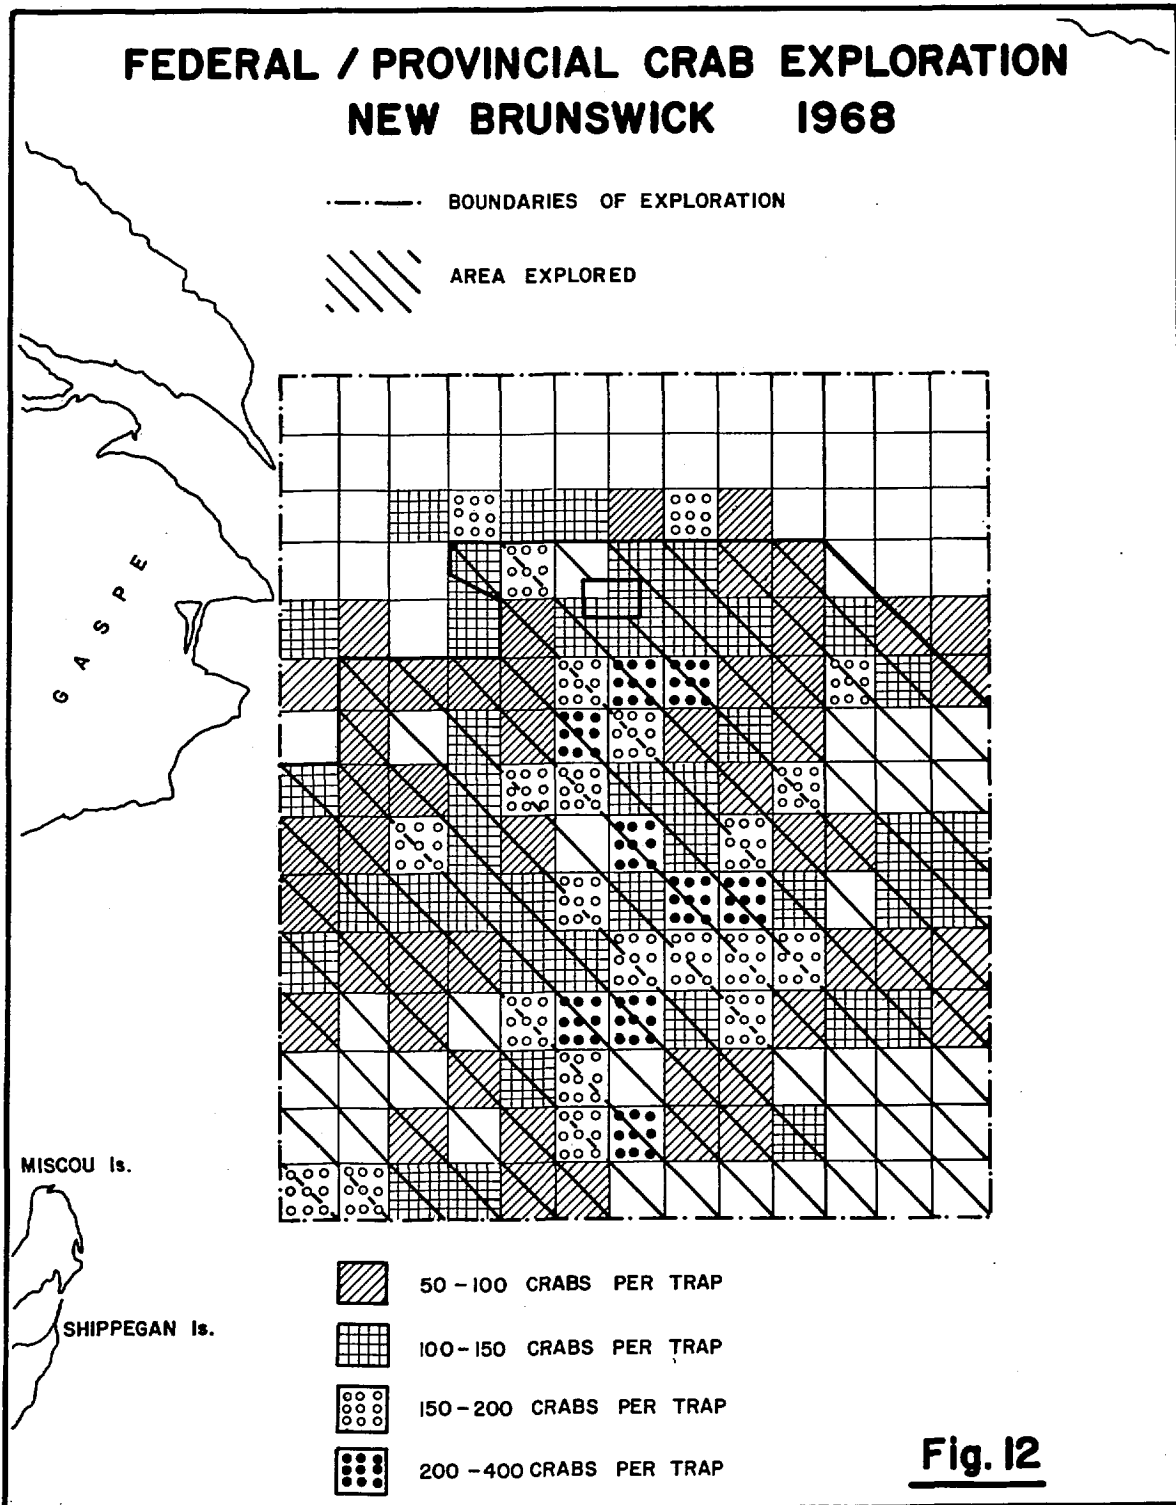 FEDERAL / PROVINCIAL CRAB EXPLORATION
NEW BRUNSWICK 1968
BOUNDARIES OF EXPLORATION
AREA EXPLORED
GASPE
MISCOU Is.
SHIPPEGAN Is.
50-100 CRABS PER TRAP
100-150 CRABS PER TRAP
150-200 CRABS PER TRAP
200-400 CRABS PER TRAP
Fig. 12